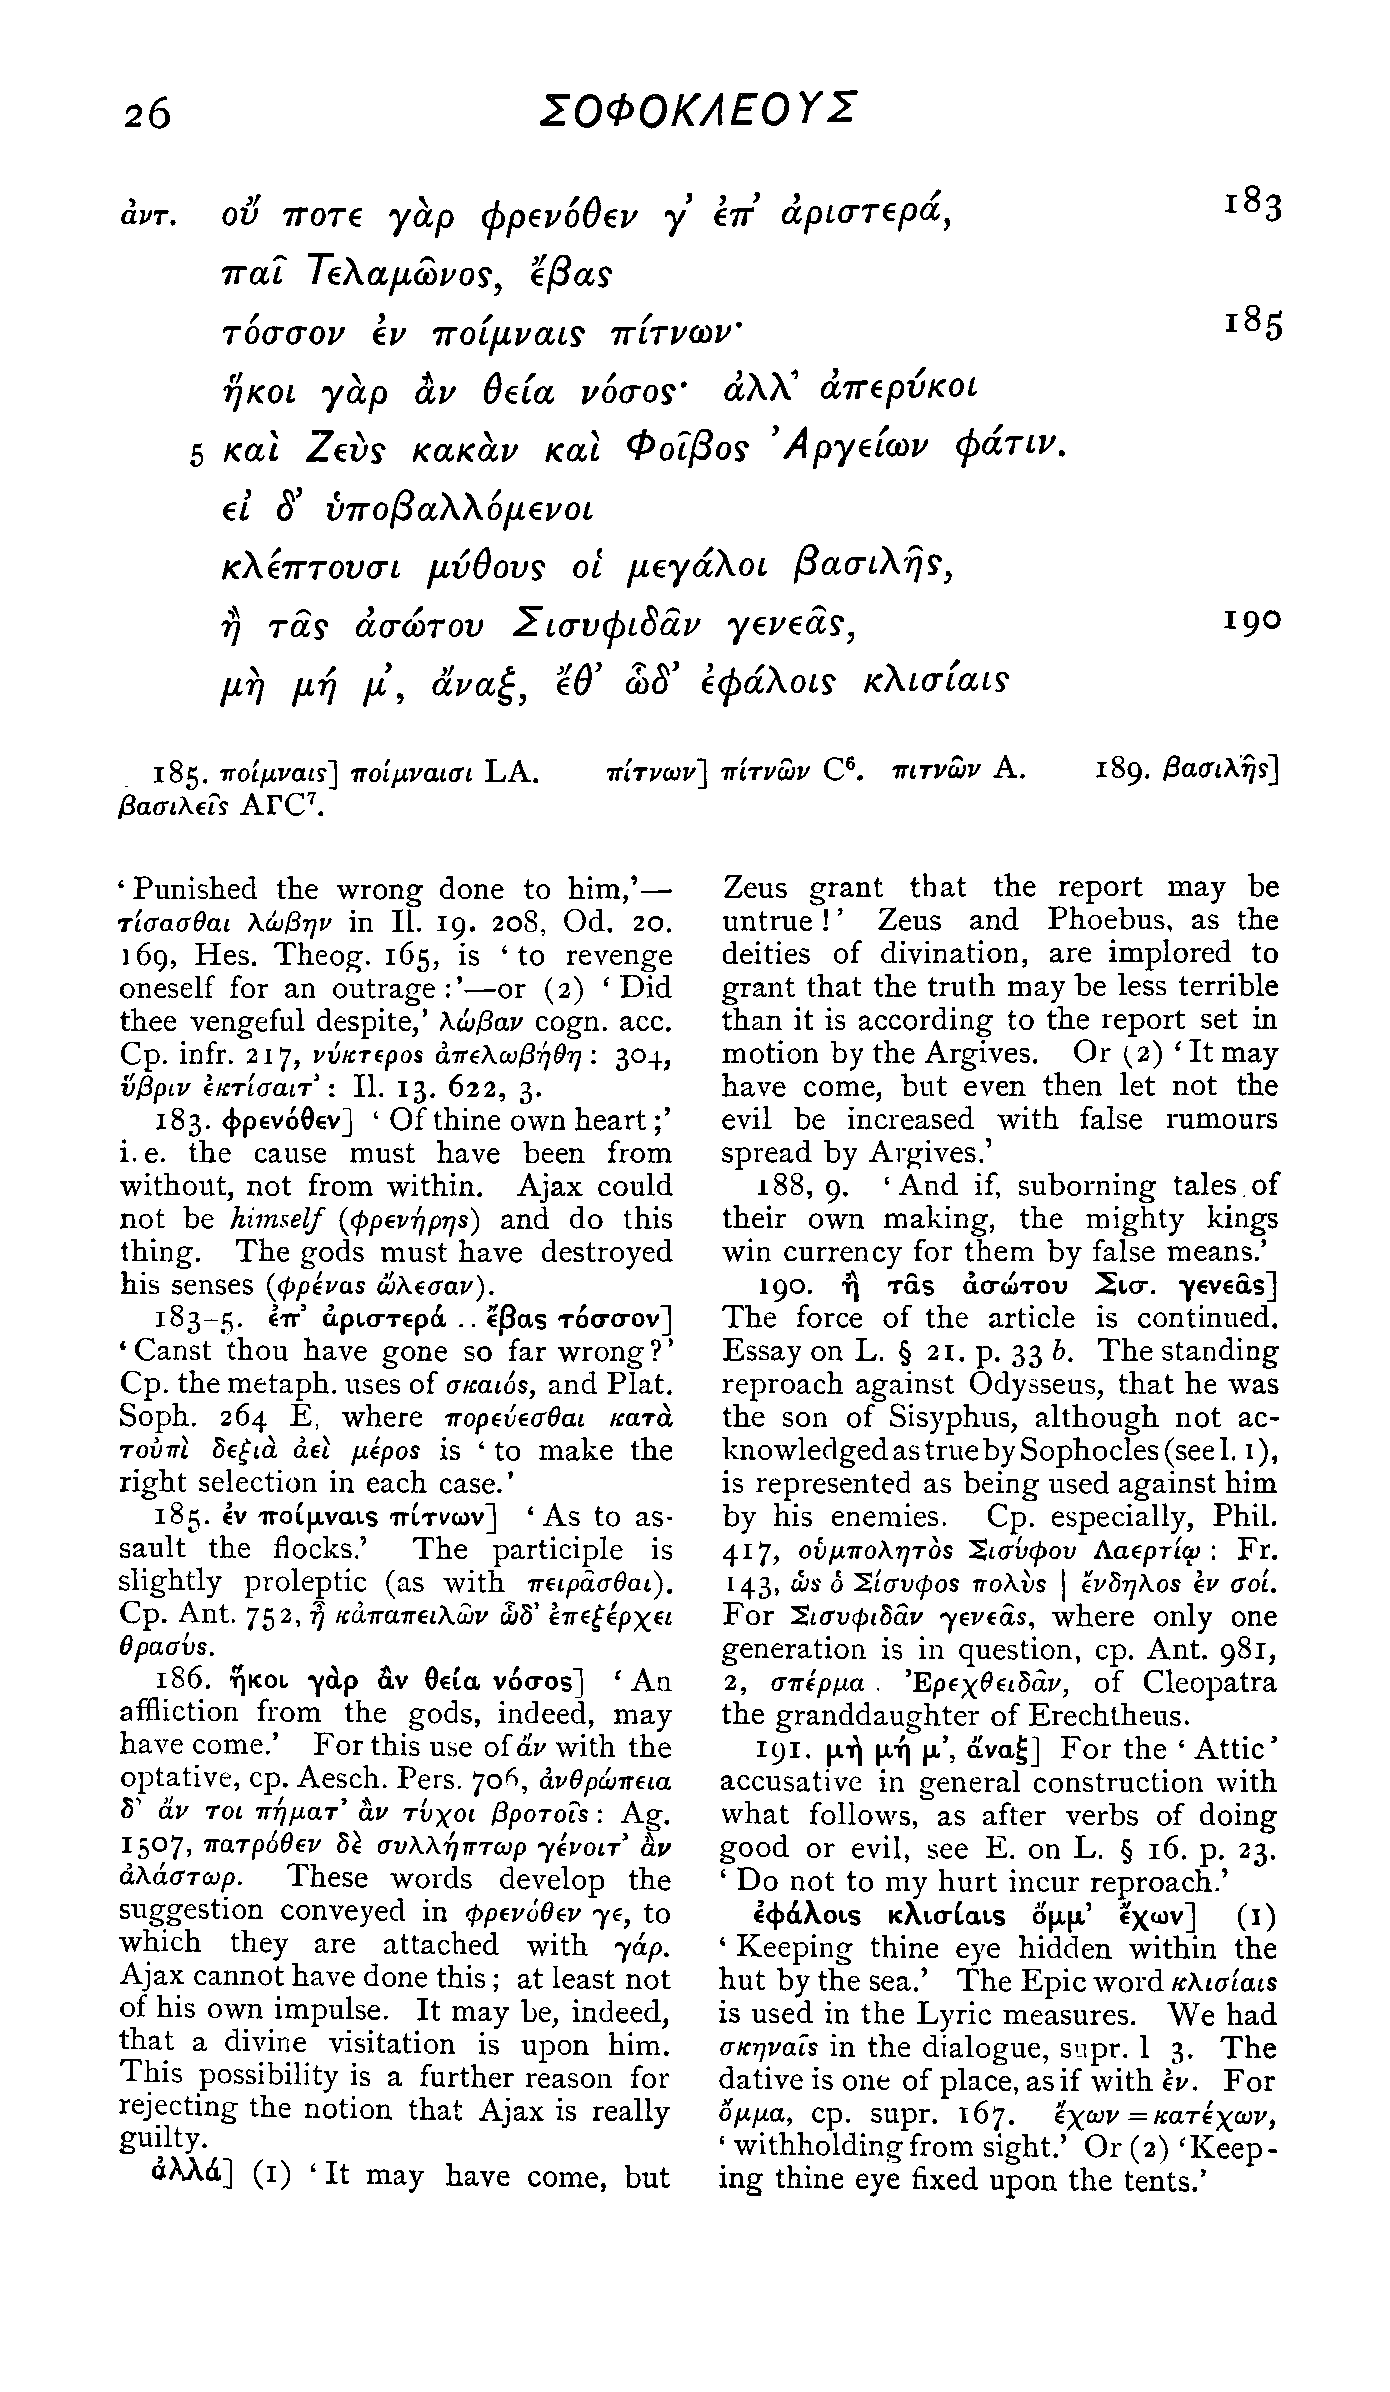 26 ΣΟΦΟΚΛΕΟΥΣ
ἀντ. οὔ ποτε γὰρ φρενόθεν γ᾽ ἐπ᾽ ἀριστερά, 183
παῖ Τελαμῶνος, ἔβας
τόσσον ἐν ποίμναις πίτνων· 185
ἥκοι γὰρ ἂν θεία νόσος· ἀλλ᾽ ἀπερύκοι
5 καὶ Ζεὺς κακὰν καὶ Φοῖβος Ἀργείων φάτιν.
εἰ δ᾽ ὑποβαλλόμενοι
κλέπτουσι μύθους οἱ μεγάλοι βασιλῆς,
ἢ τᾶς ἀσώτου Σισυφιδᾶν γενεᾶς, 190
μὴ μή μ᾽, ἄναξ, ἔθ᾽ ὧδ᾽ ἐφάλοις κλισίαις
185. ποίμναις] ποίμναισι LA. πίτνων] πίτνῶν C⁶. πιτνῶν A. 189. βασιλῆς]
βασιλεῖς ΑΓC⁷.
‘Punished the wrong done to him,’—
τίσασθαι λώβην in Il. 19. 208, Od. 20.
169, Hes. Theog. 165, is ‘to revenge
oneself for an outrage:’—or (2) ‘Did
thee vengeful despite,’ λώβαν cogn. acc.
Cp. infr. 217, νύκτερος ἀπελωβήθη: 304,
ὕβριν ἐκτίσαιτ᾽: Il. 13. 622, 3.
183. φρενόθεν] ‘Of thine own heart;’
i. e. the cause must have been from
without, not from within. Ajax could
not be himself (φρενήρης) and do this
thing. The gods must have destroyed
his senses (φρένας ὤλεσαν).
183-5. ἐπ᾽ ἀριστερά .. ἔβας τόσσον]
‘Canst thou have gone so far wrong?’
Cp. the metaph. uses of σκαιός, and Plat.
Soph. 264 E, where πορεύεσθαι κατὰ
τοὐπὶ δεξιὰ ἀεὶ μέρος is ‘to make the
right selection in each case.’
185. ἐν ποίμναις πίτνων] ‘As to as-
sault the flocks.’ The participle is
slightly proleptic (as with πειρᾶσθαι).
Cp. Ant. 752, ἦ κἀπαπειλῶν ὧδ᾽ ἐπεξέρχει
θρασύς.
186. ἥκοι γὰρ ἂν θεία νόσος] ‘An
affliction from the gods, indeed, may
have come.’ For this use of ἄν with the
optative, cp. Aesch. Pers. 706, ἀνθρώπεια
δ᾽ ἄν τοι πήματ᾽ ἂν τύχοι βροτοῖς: Ag.
1507, πατρόθεν δὲ συλλήπτωρ γένοιτ᾽ ἂν
ἀλάστωρ. These words develop the
suggestion conveyed in φρενόθεν γε, to
which they are attached with γάρ.
Ajax cannot have done this; at least not
of his own impulse. It may be, indeed,
that a divine visitation is upon him.
This possibility is a further reason for
rejecting the notion that Ajax is really
guilty.
ἀλλά] (1) ‘It may have come, but
Zeus grant that the report may be
untrue!’ Zeus and Phoebus, as the
deities of divination, are implored to
grant that the truth may be less terrible
than it is according to the report set in
motion by the Argives. Or (2) ‘It may
have come, but even then let not the
evil be increased with false rumours
spread by Argives.’
188, 9. ‘And if, suborning tales of
their own making, the mighty kings
win currency for them by false means.’
190. ἢ τᾶς ἀσώτου Σισ. γενεᾶς]
The force of the article is continued.
Essay on L. § 21. p. 33 b. The standing
reproach against Odysseus, that he was
the son of Sisyphus, although not ac-
knowledged as true by Sophocles (see l. 1),
is represented as being used against him
by his enemies. Cp. especially, Phil.
417, οὑμπολητὸς Σισύφου Λαερτίῳ: Fr.
143, ὡς ὁ Σίσυφος πολὺς | ἔνδηλος ἐν σοί.
For Σισυφιδᾶν γενεᾶς, where only one
generation is in question, cp. Ant. 981,
2, σπέρμα . Ἐρεχθειδᾶν, of Cleopatra
the granddaughter of Erechtheus.
191. μὴ μή μ᾽, ἄναξ] For the ‘Attic’
accusative in general construction with
what follows, as after verbs of doing
good or evil, see E. on L. § 16. p. 23.
‘Do not to my hurt incur reproach.’
ἐφάλοις κλισίαις ὄμμ᾽ ἔχων] (1)
‘Keeping thine eye hidden within the
hut by the sea.’ The Epic word κλισίαις
is used in the Lyric measures. We had
σκηναῖς in the dialogue, supr. l 3. The
dative is one of place, as if with ἐν. For
ὄμμα, cp. supr. 167. ἔχων = κατέχων,
‘withholding from sight.’ Or (2) ‘Keep-
ing thine eye fixed upon the tents.’